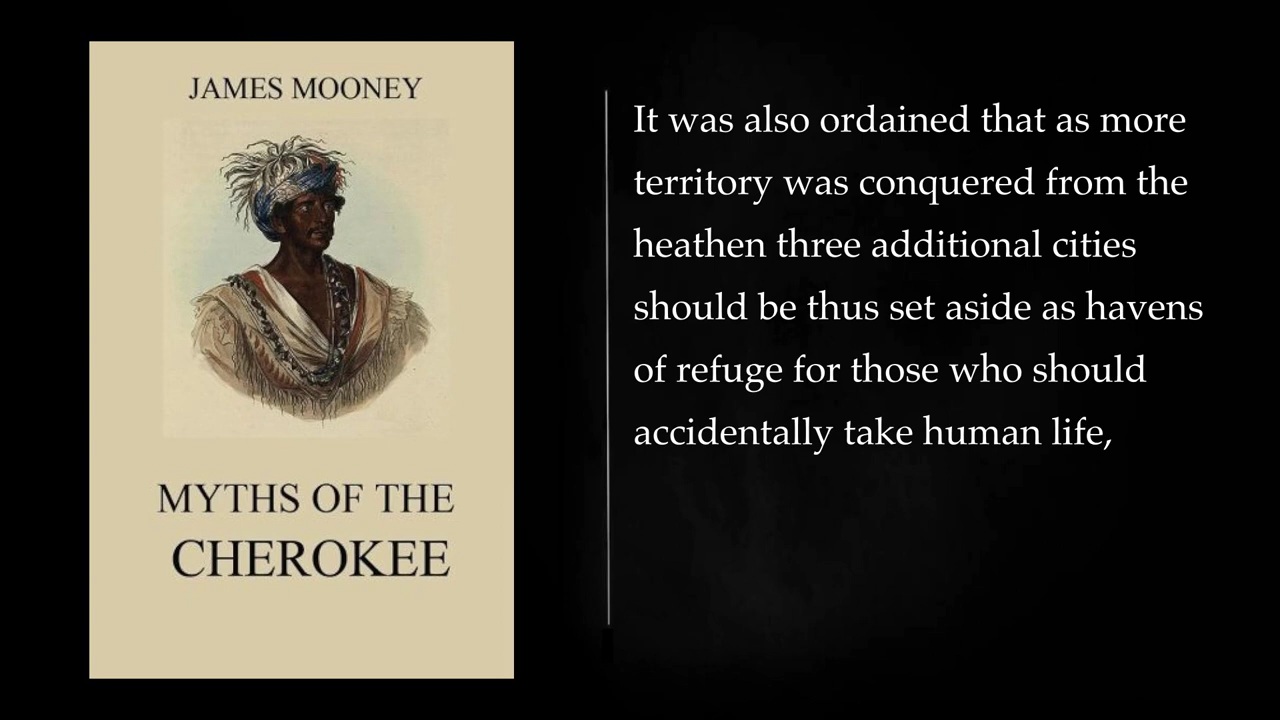 JAMES MOONEY
MYTHS OF THE
CHEROKEE
It was also ordained that as more
territory was conquered from the
heathen three additional cities
should be thus set aside as havens
of refuge for those who should
accidentally take human life,